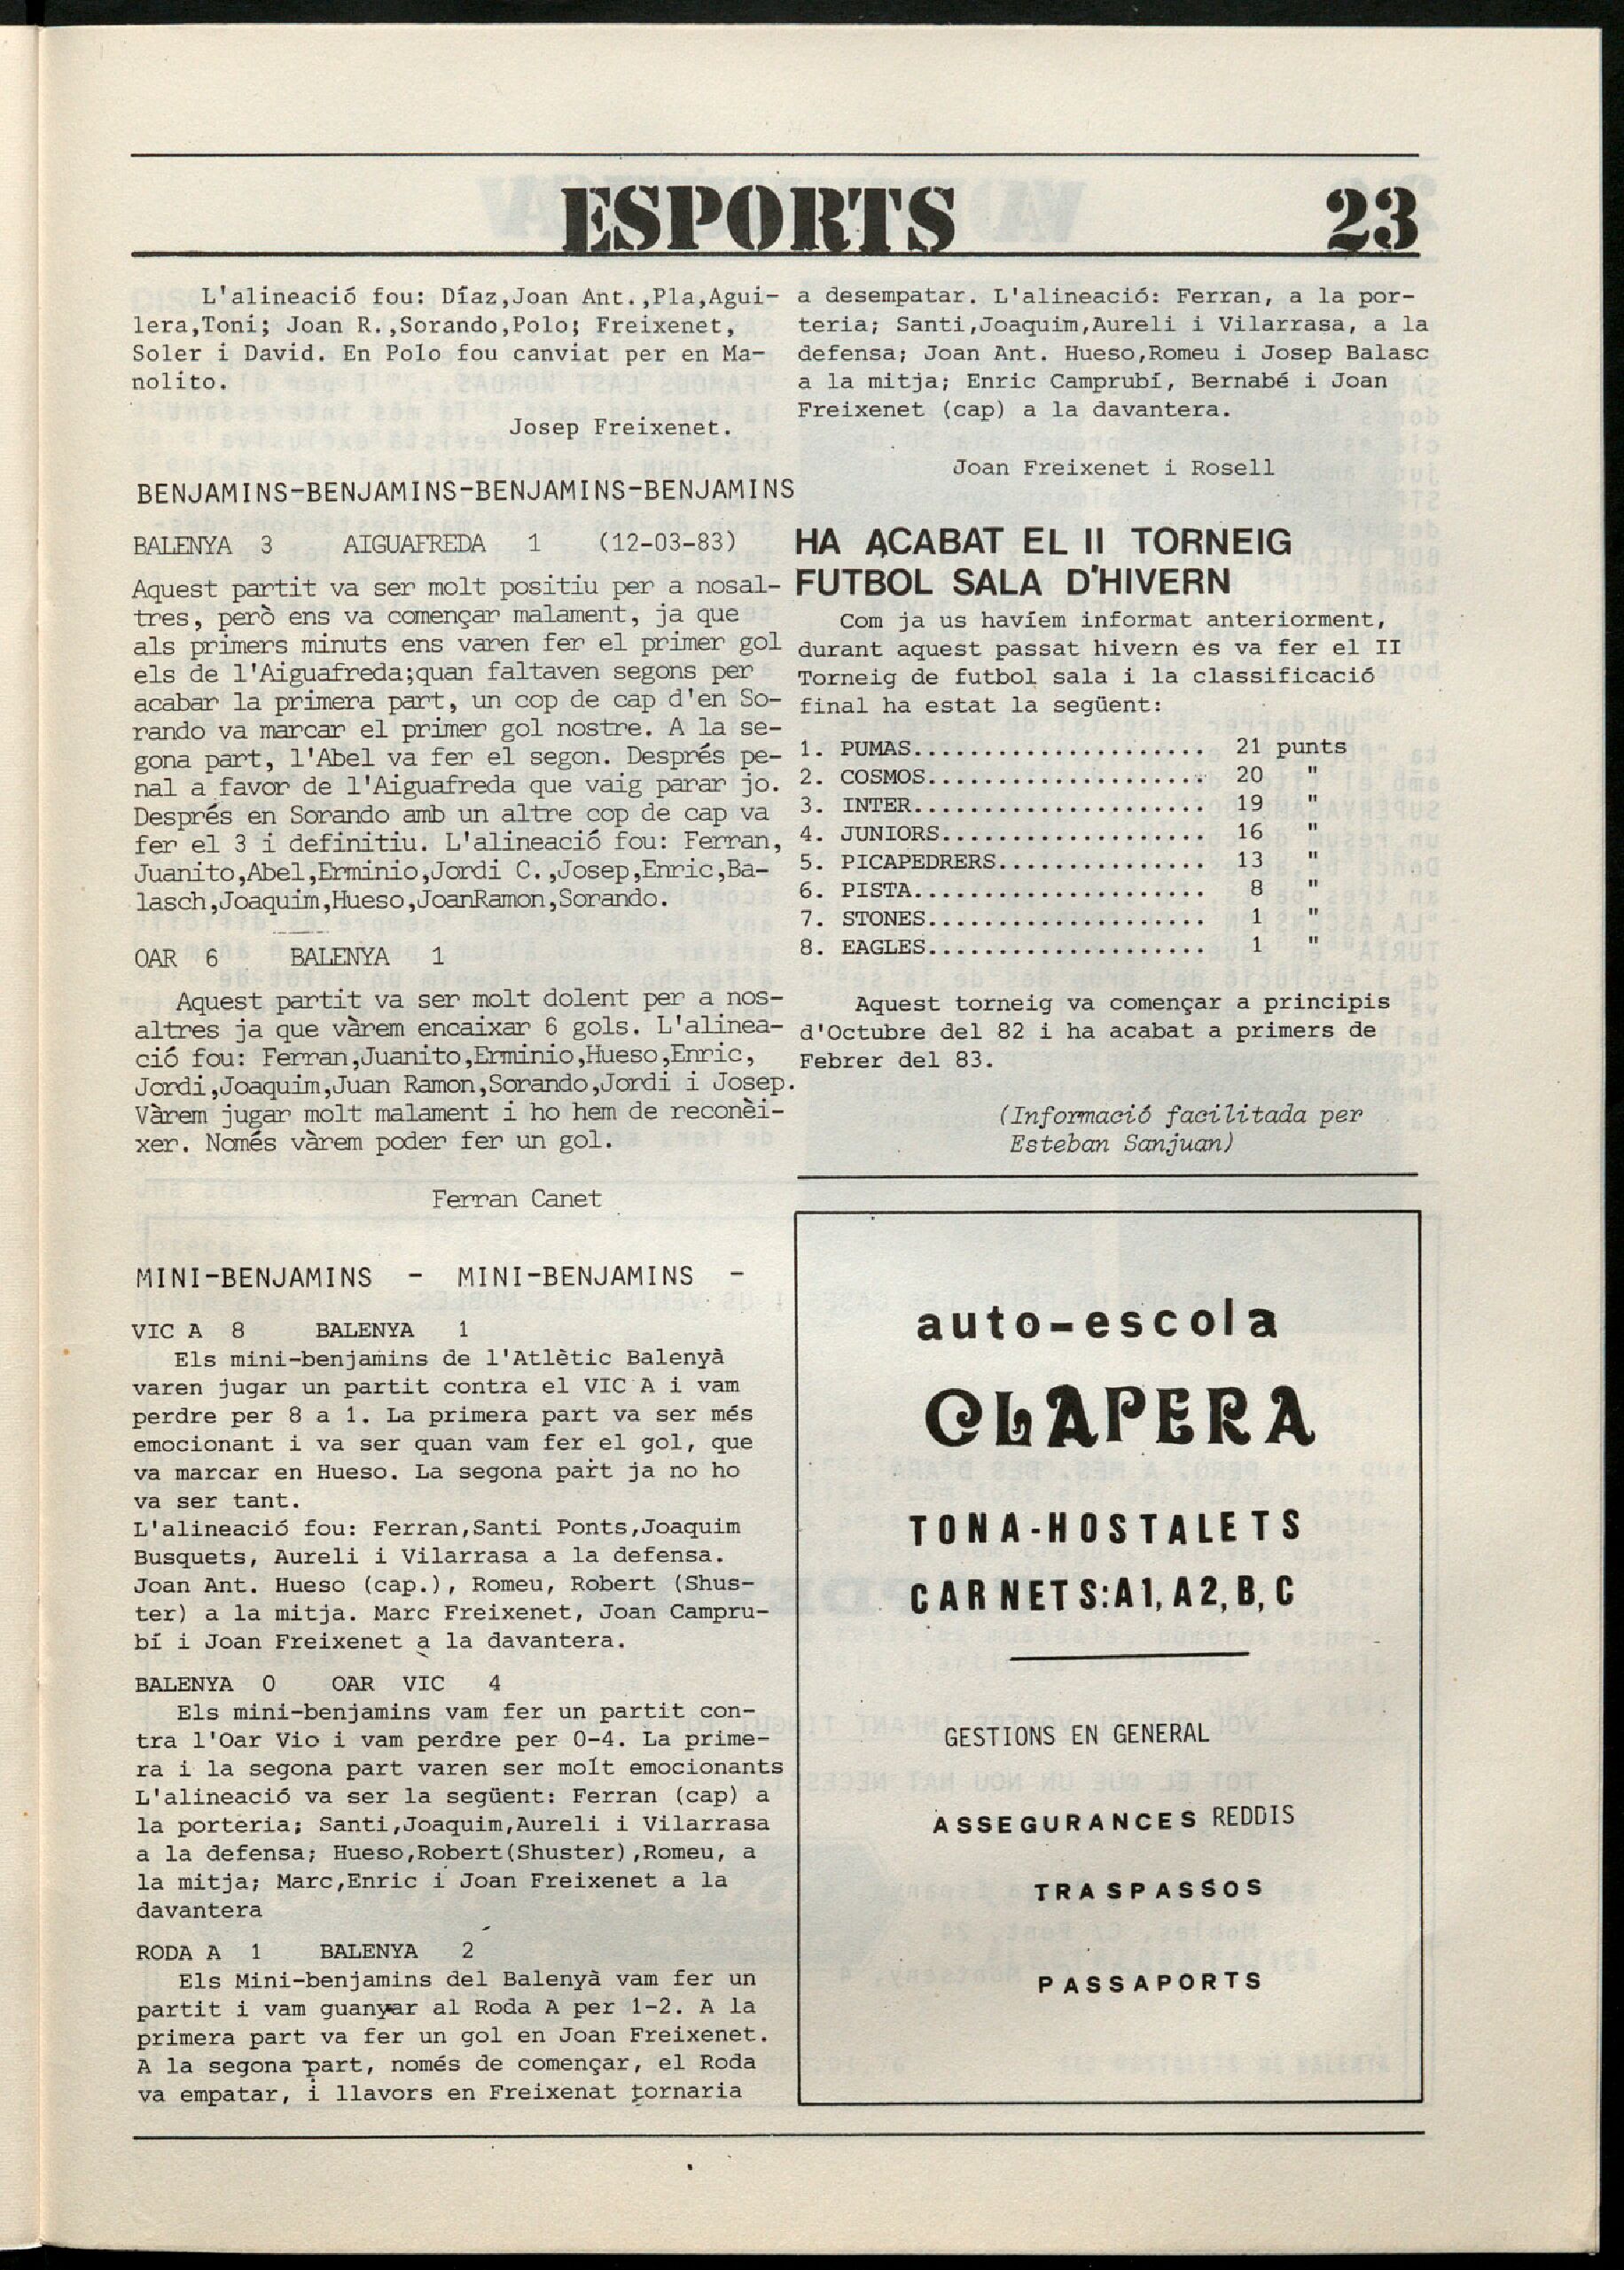 ESPORTS 23
L'alineació fou: Díaz,Joan Ant.,Pla,Agui-
lera,Toni; Joan R.,Sorando,Polo; Freixenet,
Soler i David. En Polo fou canviat per en Ma-
nolito.
Josep Freixenet.
BENJAMINS-BENJAMINS-BENJAMINS-BENJAMINS
BALENYA 3 AIGUAFREDA 1 (12-03-83)
Aquest partit va ser molt positiu per a nosal-
tres, però ens va començar malament, ja que
als primers minuts ens varen fer el primer gol
els de l'Aiguafreda;quan faltaven segons per
acabar la primera part, un cop de cap d'en So-
rando va marcar el primer gol nostre. A la se-
gona part, l'Abel va fer el segon. Després pe-
nal a favor de l'Aiguafreda que vaig parar jo.
Després en Sorando amb un altre cop de cap va
fer el 3 i definitiu. L'alineació fou: Ferran,
Juanito,Abel,Erminio,Jordi C.,Josep,Enric,Ba-
lasch,Joaquim,Hueso,JoanRamon,Sorando.
OAR 6 BALENYA 1
Aquest partit va ser molt dolent per a nos-
altres ja que vàrem encaixar 6 gols. L'alinea-
ció fou: Ferran,Juanito,Erminio,Hueso,Enric,
Jordi,Joaquim,Juan Ramon,Sorando,Jordi i Josep.
Vàrem jugar molt malament i ho hem de reconèi-
xer. Només vàrem poder fer un gol.
Ferran Canet
MINI-BENJAMINS - MINI-BENJAMINS -
VIC A 8 BALENYA 1
Els mini-benjamins de l'Atlètic Balenyà
varen jugar un partit contra el VIC A i vam
perdre per 8 a 1. La primera part va ser més
emocionant i va ser quan vam fer el gol, que
va marcar en Hueso. La segona part ja no ho
va ser tant.
L'alineació fou: Ferran,Santi Ponts,Joaquim
Busquets, Aureli i Vilarrasa a la defensa.
Joan Ant. Hueso (cap.), Romeu, Robert (Shus-
ter) a la mitja. Marc Freixenet, Joan Campru-
bí i Joan Freixenet a la davantera.
BALENYA 0 OAR VIC 4
Els mini-benjamins vam fer un partit con-
tra l'Oar Vio i vam perdre per 0-4. La prime-
ra i la segona part varen ser molt emocionants
L'alineació va ser la següent: Ferran (cap) a
la porteria; Santi,Joaquim,Aureli i Vilarrasa
a la defensa; Hueso,Robert(Shuster),Romeu, a
la mitja; Marc,Enric i Joan Freixenet a la
davantera
RODA A 1 BALENYA 2
Els Mini-benjamins del Balenyà vam fer un
partit i vam guanyar al Roda A per 1-2. A la
primera part va fer un gol en Joan Freixenet.
A la segona part, només de començar, el Roda
va empatar, i llavors en Freixenat tornaria
a desempatar. L'alineació: Ferran, a la por-
teria; Santi,Joaquim,Aureli i Vilarrasa, a la
defensa; Joan Ant. Hueso,Romeu i Josep Balasc
a la mitja; Enric Camprubí, Bernabé i Joan
Freixenet (cap) a la davantera.
Joan Freixenet i Rosell
HA ACABAT EL II TORNEIG
FUTBOL SALA D'HIVERN
Com ja us havíem informat anteriorment,
durant aquest passat hivern es va fer el II
Torneig de futbol sala i la classificació
final ha estat la següent:
1. PUMAS..................... 21 punts
2. COSMOS.................... 20 "
3. INTER..................... 19 "
4. JUNIORS................... 16 "
5. PICAPEDRERS............... 13 "
6. PISTA..................... 8 "
7. STONES.................... 1 "
8. EAGLES.................... 1 "
Aquest torneig va començar a principis
d'Octubre del 82 i ha acabat a primers de
Febrer del 83.
(Informació facilitada per
Esteban Sanjuan)
auto-escola
CLAPERA
TONA-HOSTALETS
CARNETS:A1,A2,B,C
GESTIONS EN GENERAL
ASSEGURANCES REDDIS
TRASPASSOS
PASSAPORTS